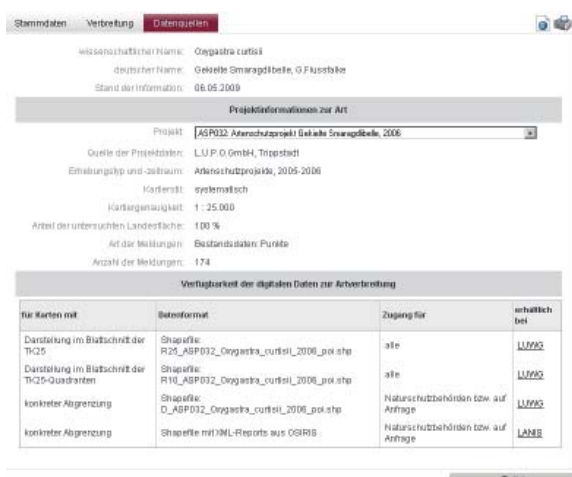 Stammdaten Verbreitung Datenquellen
wissenschaftlicher Name: Oxygastra curtisii
deutscher Name: Gekielte Smaragdlibelle, G.Flussfalke
Stand der Information: 06.05.2009
Projektinformationen zur Art
Projekt: ASP032: Artenschutzprojekt Gekielte Smaragdlibelle, 2006
Quelle der Projektdaten: L.U.P.O.GmbH, Trippstadt
Erhebungstyp und -zeitraum: Artenschutzprojekte, 2005-2006
Kartierstil: systematisch
Kartiergenauigkeit: 1 : 25.000
Anteil der untersuchten Landesfläche: 100 %
Art der Meldungen: Bestandsdaten: Punkte
Anzahl der Meldungen: 174
Verfügbarkeit der digitalen Daten zur Artverbreitung
für Karten mit Datenformat Zugang für erhältlich bei
Darstellung im Blattschnitt der TK25 Shapefile: R25_ASP032_Oxygastra_curtisii_2006_poi.shp alle LUWG
Darstellung im Blattschnitt der TK25-Quadranten Shapefile: R10_ASP032_Oxygastra_curtisii_2006_poi.shp alle LUWG
konkreter Abgrenzung Shapefile: D_ASP032_Oxygastra_curtisii_2006_poi.shp Naturschutzbehörden bzw. auf Anfrage LUWG
konkreter Abgrenzung Shapefile mit XML-Reports aus OSIRIS Naturschutzbehörden bzw. auf Anfrage LANIS